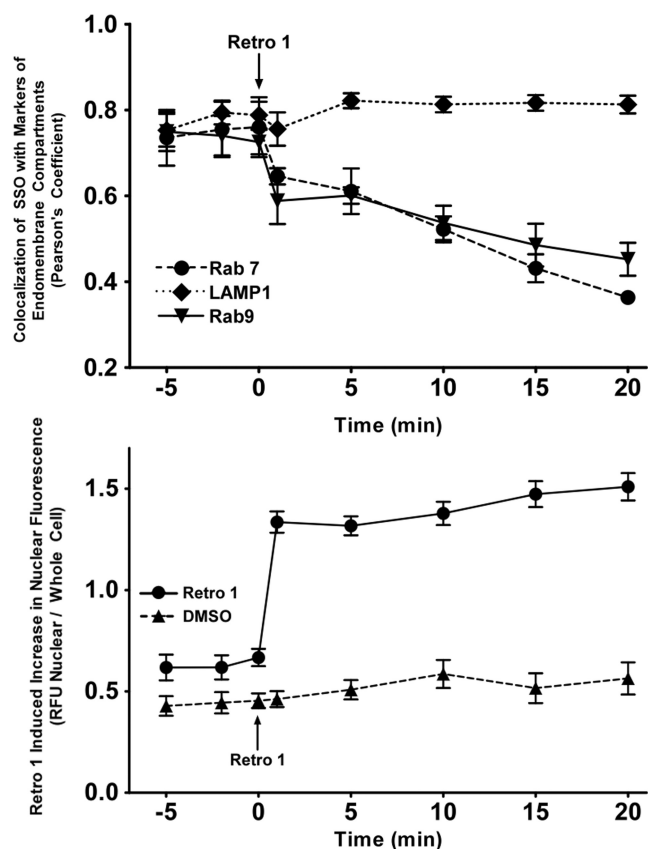 Colocalization of SSO with Markers of
Endomembrane Compartments
(Pearson's Coefficient)
1.0
0.8
0.6
0.4
0.2
Retro 1
Rab 7
LAMP1
Rab9
-5
0
5
10
15
20
Time (min)
Retro 1 Induced Increase in Nuclear Fluorescence
(RFU Nuclear / Whole Cell)
1.5
1.0
0.5
0.0
Retro 1
DMSO
Retro 1
-5
0
5
10
15
20
Time (min)